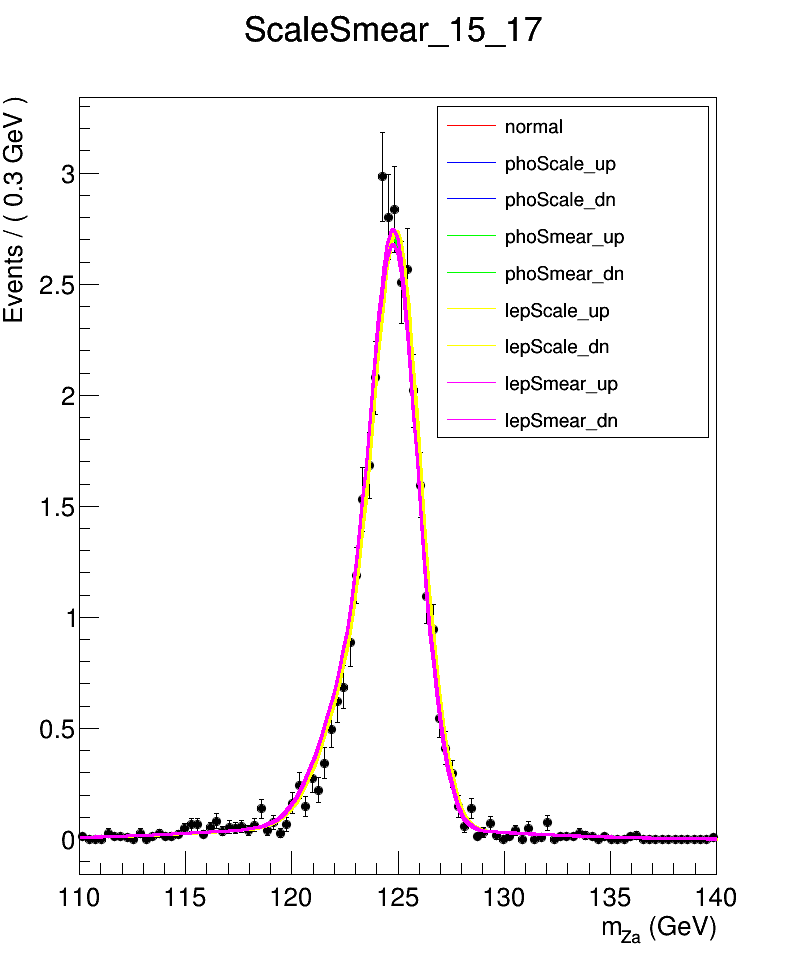 ScaleSmear_15_17
Events / ( 0.3 GeV )
3
2.5
2
1.5
1
0.5
0
normal
phoScale_up
phoScale_dn
phoSmear_up
phoSmear_dn
lepScale_up
lepScale_dn
lepSmear_up
lepSmear_dn
110 115 120 125 130 135 140
mZa (GeV)